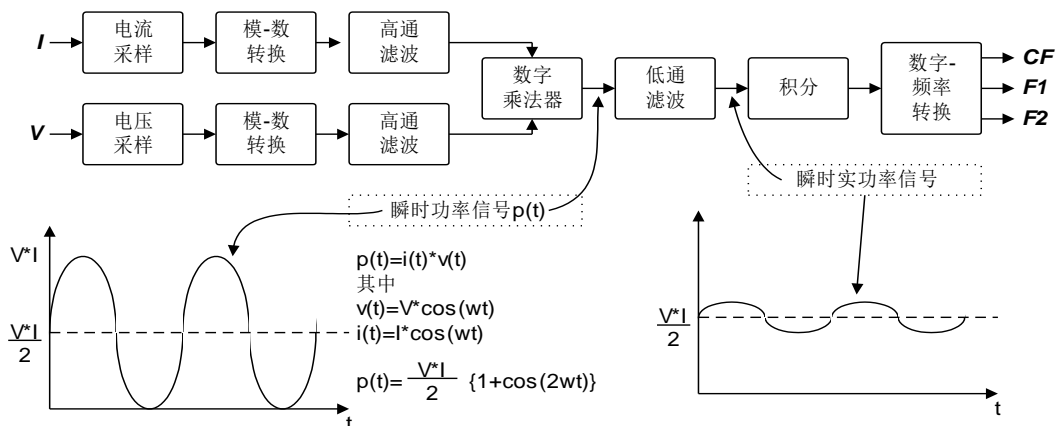 I
电流
采样
模-数
转换
高通
滤波
V
电压
采样
模-数
转换
高通
滤波
数字
乘法器
低通
滤波
积分
数字-
频率
转换
CF
F1
F2
瞬时功率信号p(t)
瞬时实功率信号
V*I
V*I
2
t
p(t)=i(t)*v(t)
其中
v(t)=V*cos(wt)
i(t)=I*cos(wt)
p(t)= V*I/2 {1+cos(2wt)}
V*I
2
t